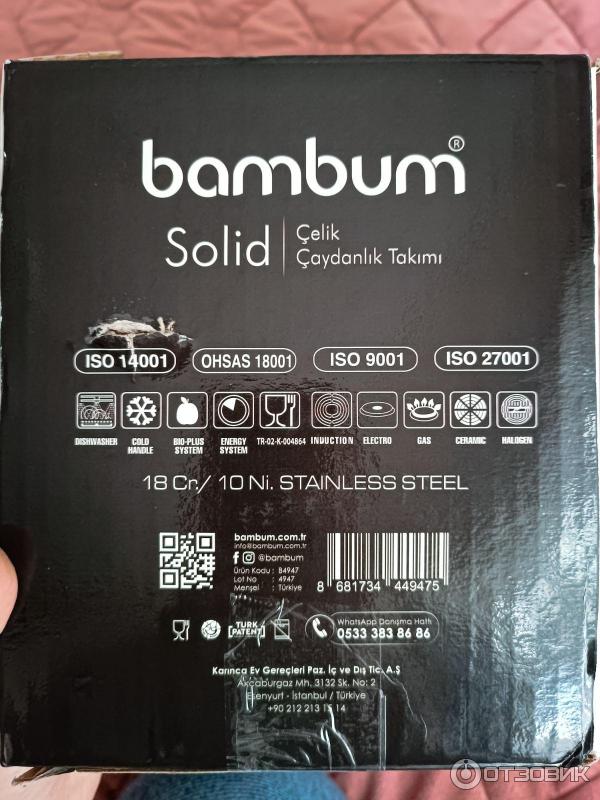 bambum®
Solid
Çelik
Çaydanlık Takımı
ISO 14001 OHSAS 18001 ISO 9001 ISO 27001
DISHWASHER COLD HANDLE BIO-PLUS SYSTEM ENERGY SYSTEM TR-02-K-004864 INDUCTION ELECTRO GAS CERAMIC HALOGEN
18 Cr./ 10 Ni. STAINLESS STEEL
bambum.com.tr
info@bambum.com.tr
@bambum
Ürün Kodu : B4947
Lot No : 4947
Menşei : Türkiye
8 681734 449475
TURK PATENT
WhatsApp Danışma Hattı
0533 383 86 86
Karınca Ev Gereçleri Paz. İç ve Dış Tic. A.Ş
Akçaburgaz Mh. 3132 Sk. No: 2
Esenyurt - İstanbul / Türkiye
+90 212 213 15 14
ОТЗОВИК